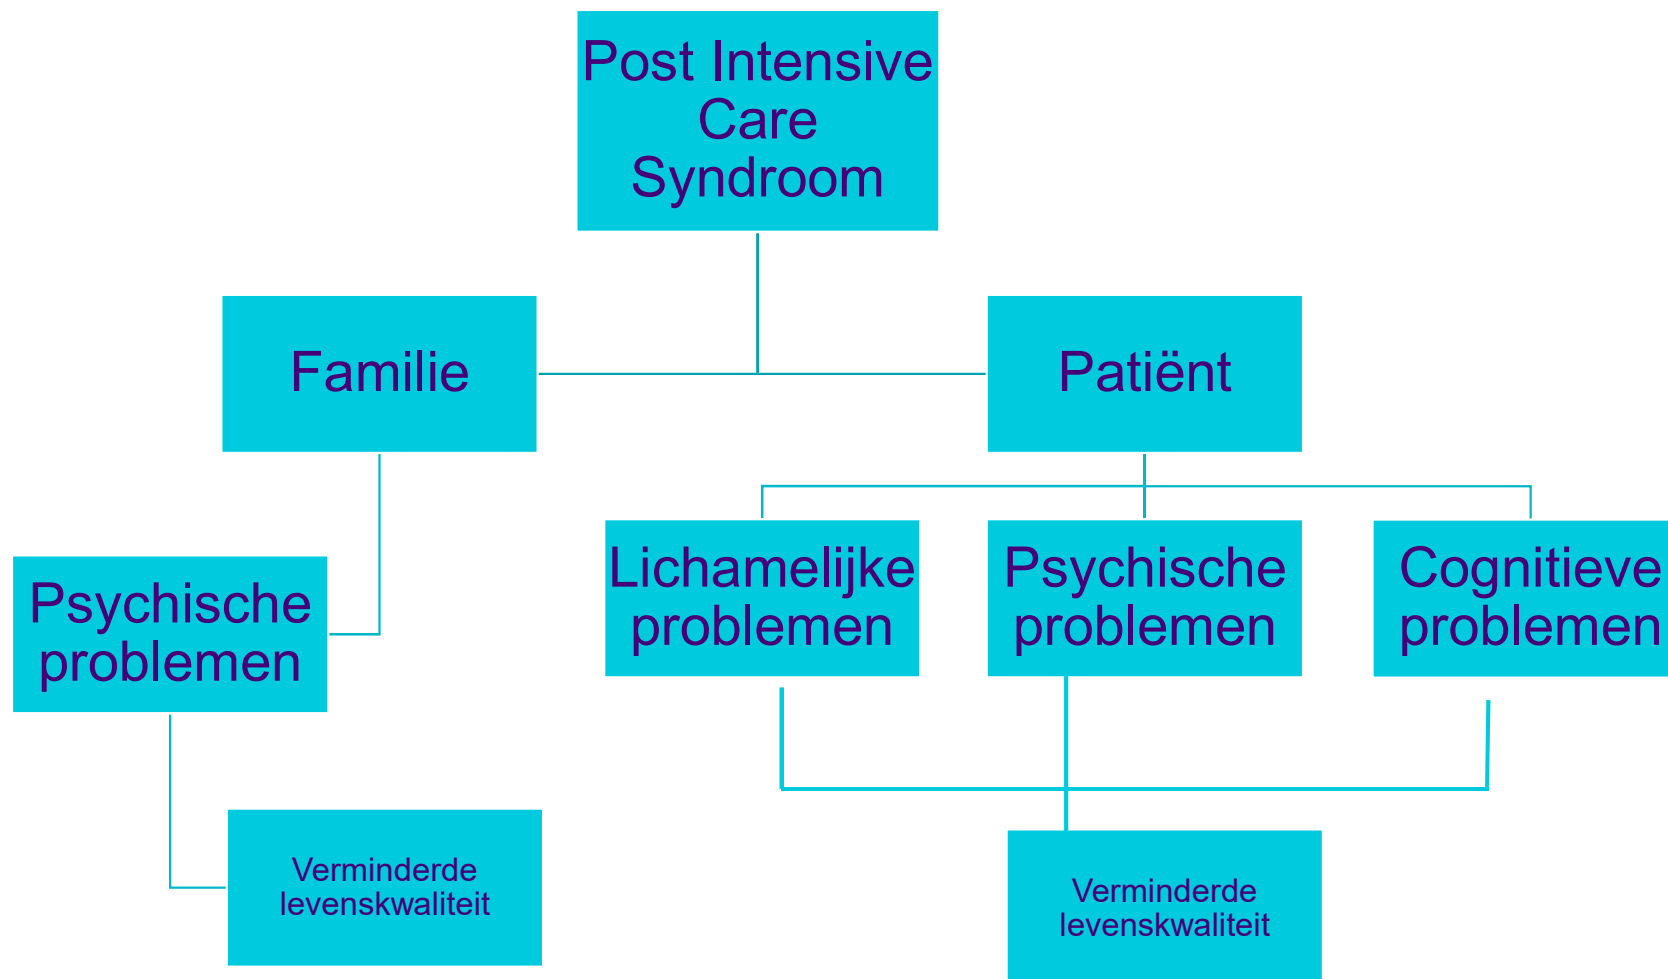 Post Intensive
Care
Syndroom
Familie
Patiënt
Psychische
problemen
Lichamelijke
problemen
Psychische
problemen
Cognitieve
problemen
Verminderde
levenskwaliteit
Verminderde
levenskwaliteit